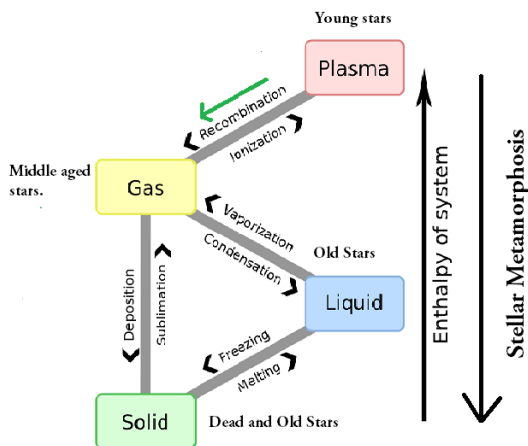 Young stars
Plasma
Recombination
Ionization
Middle aged
stars.
Gas
Vaporization
Condensation
Old Stars
Liquid
Deposition
Sublimation
Freezing
Melting
Solid
Dead and Old Stars
Enthalpy of system
Stellar Metamorphosis